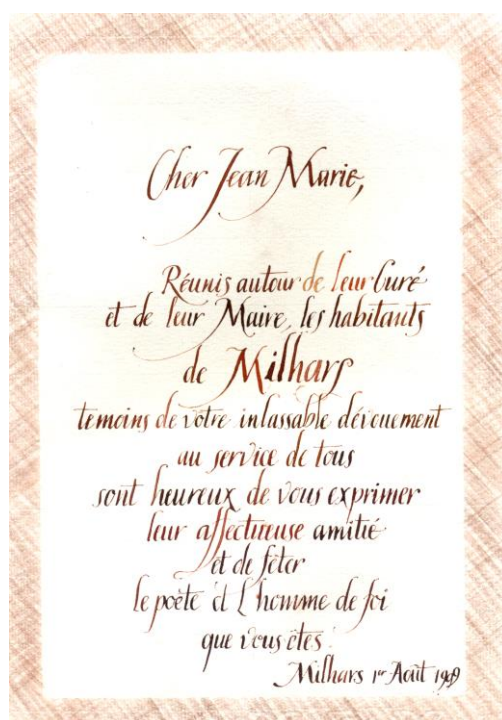 Cher Jean Marie,
Réunis autour de leur Curé
et de leur Maire, les habitants
de Milhars
temoins de votre inlassable dévouement
au service de tous
sont heureux de vous exprimer
leur affectueuse amitié
et de fêter
le poète et L'homme de foi
que vous êtes.
Milhars 1er Août